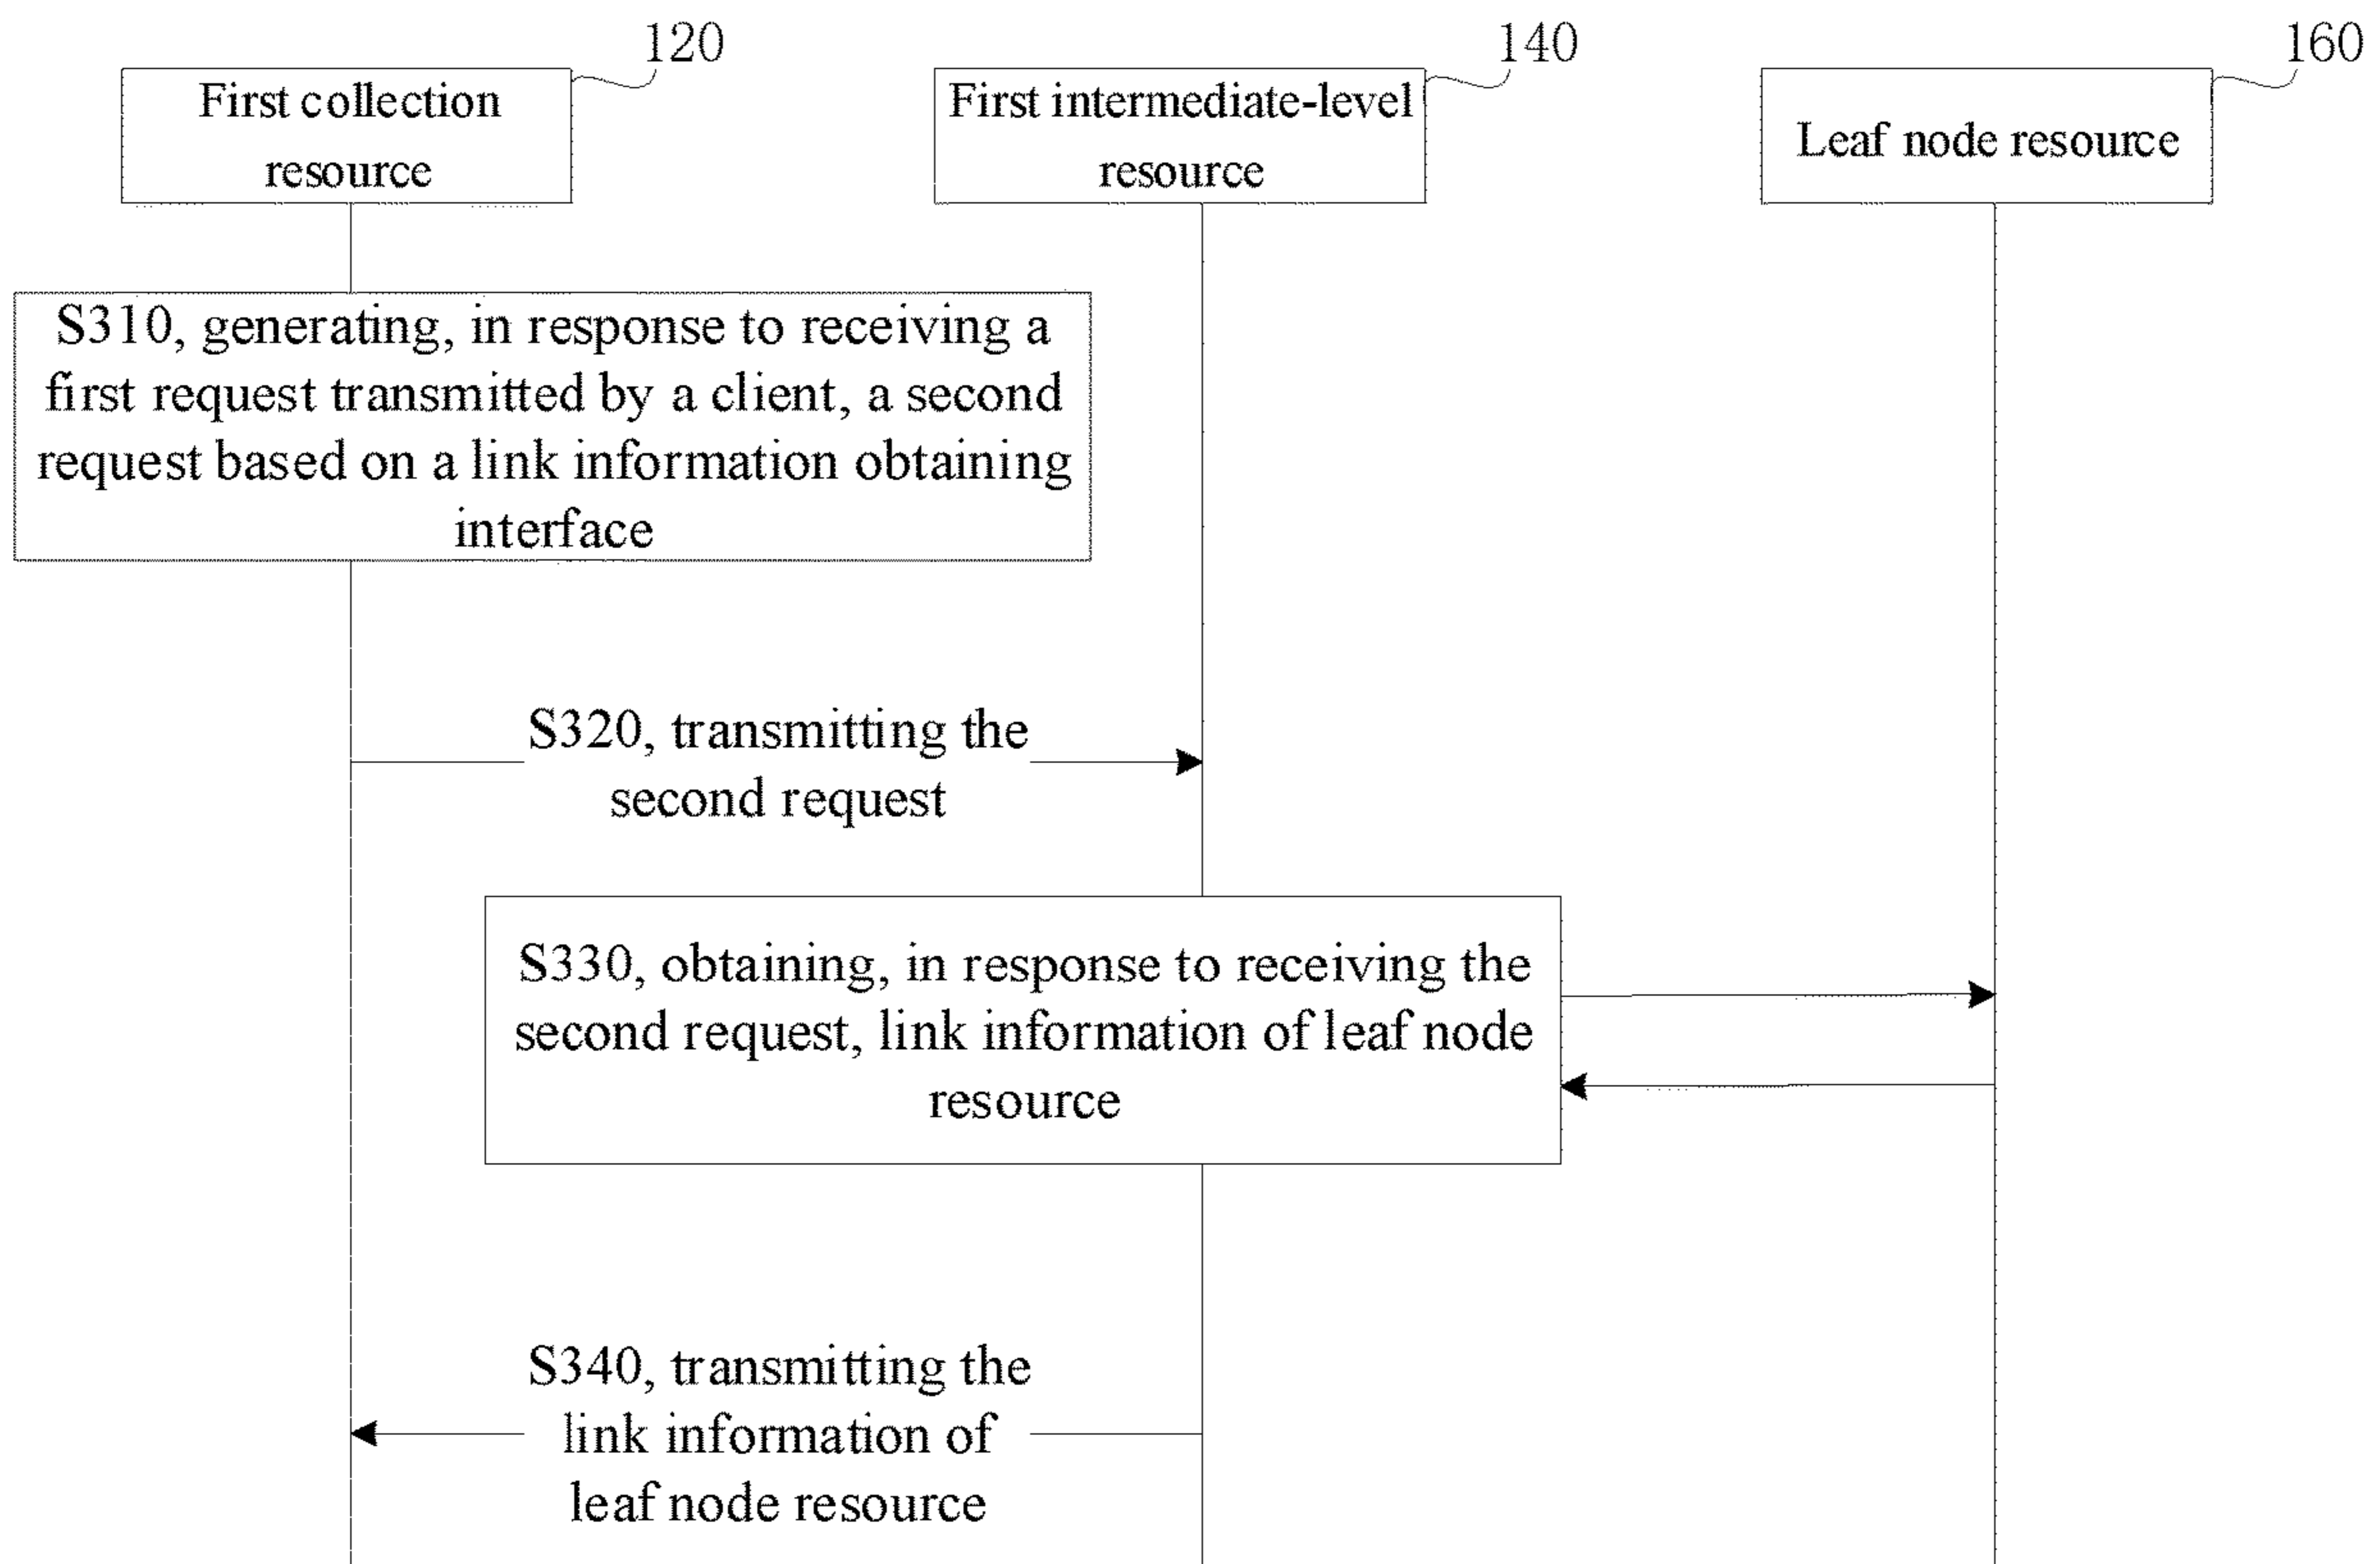 120
140
160
First collection
resource
First intermediate-level
resource
Leaf node resource
S310, generating, in response to receiving a
first request transmitted by a client, a second
request based on a link information obtaining
interface
S320, transmitting the
second request
S330, obtaining, in response to receiving the
second request, link information of leaf node
resource
S340, transmitting the
link information of
leaf node resource